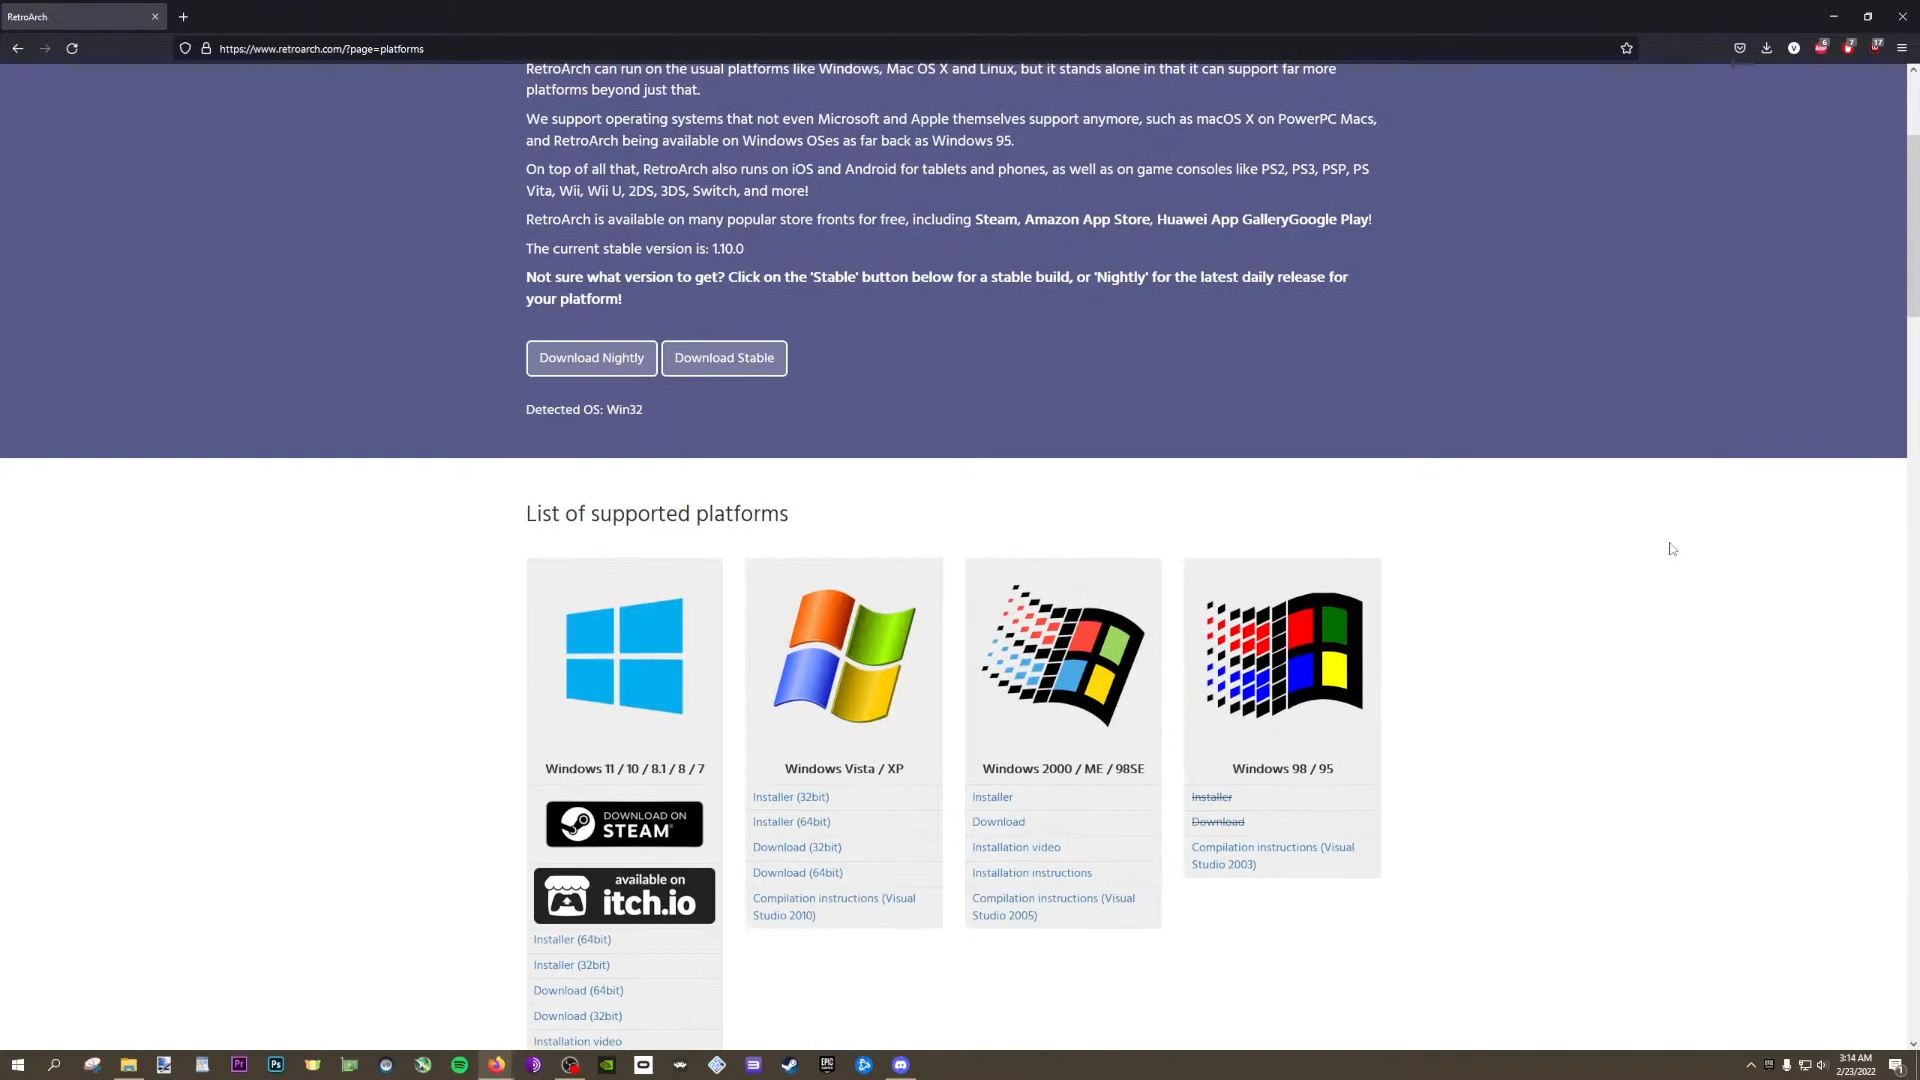 RetroArch
https://www.retroarch.com/?page=platforms
6
7
17
RetroArch can run on the usual platforms like Windows, Mac OS X and Linux, but it stands alone in that it can support far more
platforms beyond just that.
We support operating systems that not even Microsoft and Apple themselves support anymore, such as macOS X on PowerPC Macs,
and RetroArch being available on Windows OSes as far back as Windows 95.
On top of all that, RetroArch also runs on iOS and Android for tablets and phones, as well as on game consoles like PS2, PS3, PSP, PS
Vita, Wii, Wii U, 2DS, 3DS, Switch, and more!
RetroArch is available on many popular store fronts for free, including Steam, Amazon App Store, Huawei App GalleryGoogle Play!
The current stable version is: 1.10.0
Not sure what version to get? Click on the 'Stable' button below for a stable build, or 'Nightly' for the latest daily release for
your platform!
Download Nightly
Download Stable
Detected OS: Win32
List of supported platforms
Windows 11 / 10 / 8.1 / 8 / 7
DOWNLOAD ON
STEAM
available on
itch.io
Installer (64bit)
Installer (32bit)
Download (64bit)
Download (32bit)
Installation video
Windows Vista / XP
Installer (32bit)
Installer (64bit)
Download (32bit)
Download (64bit)
Compilation instructions (Visual
Studio 2010)
Windows 2000 / ME / 98SE
Installer
Download
Installation video
Installation instructions
Compilation instructions (Visual
Studio 2005)
Windows 98 / 95
Installer
Download
Compilation instructions (Visual
Studio 2003)
Pr
Ps
EPIC
3:14 AM
2/23/2022